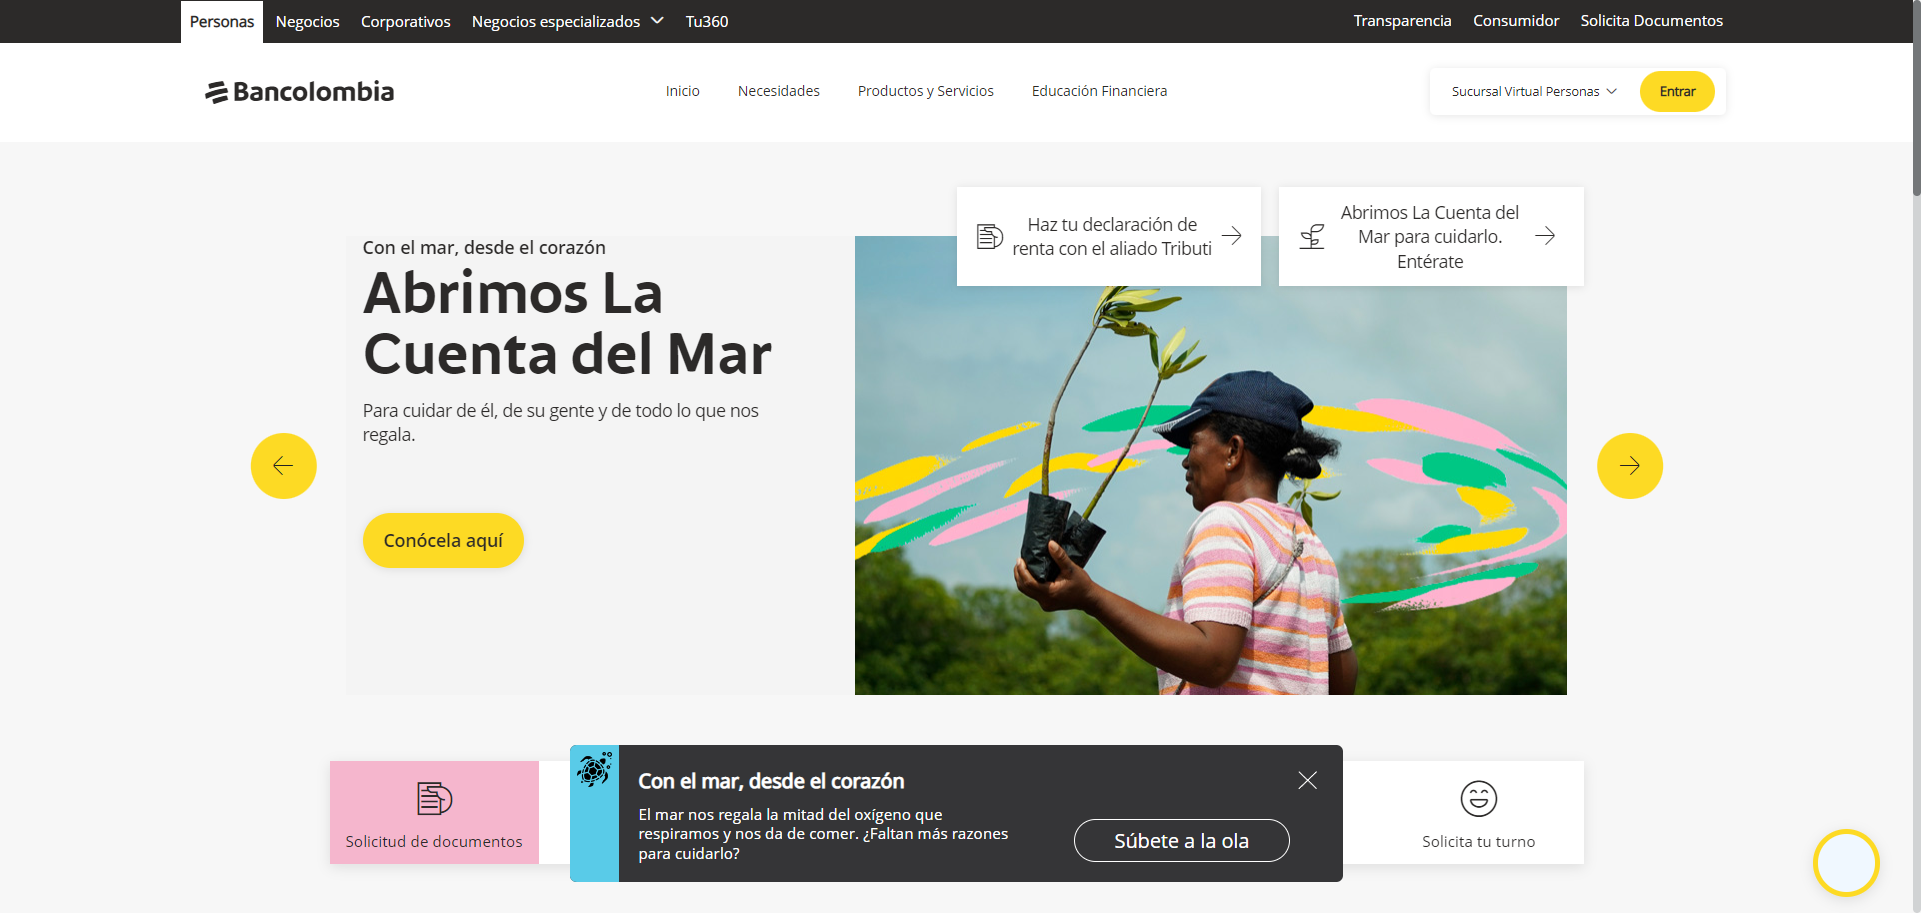 Personas Negocios Corporativos Negocios especializados Tu360 Transparencia Consumidor Solicita Documentos
Bancolombia Inicio Necesidades Productos y Servicios Educación Financiera Sucursal Virtual Personas Entrar
Haz tu declaración de
renta con el aliado Tributi
Abrimos La Cuenta del
Mar para cuidarlo.
Entérate
Con el mar, desde el corazón
Abrimos La
Cuenta del Mar
Para cuidar de él, de su gente y de todo lo que nos
regala.
Conócela aquí
Solicitud de documentos
Con el mar, desde el corazón
El mar nos regala la mitad del oxígeno que
respiramos y nos da de comer. ¿Faltan más razones
para cuidarlo?
Súbete a la ola
Solicita tu turno